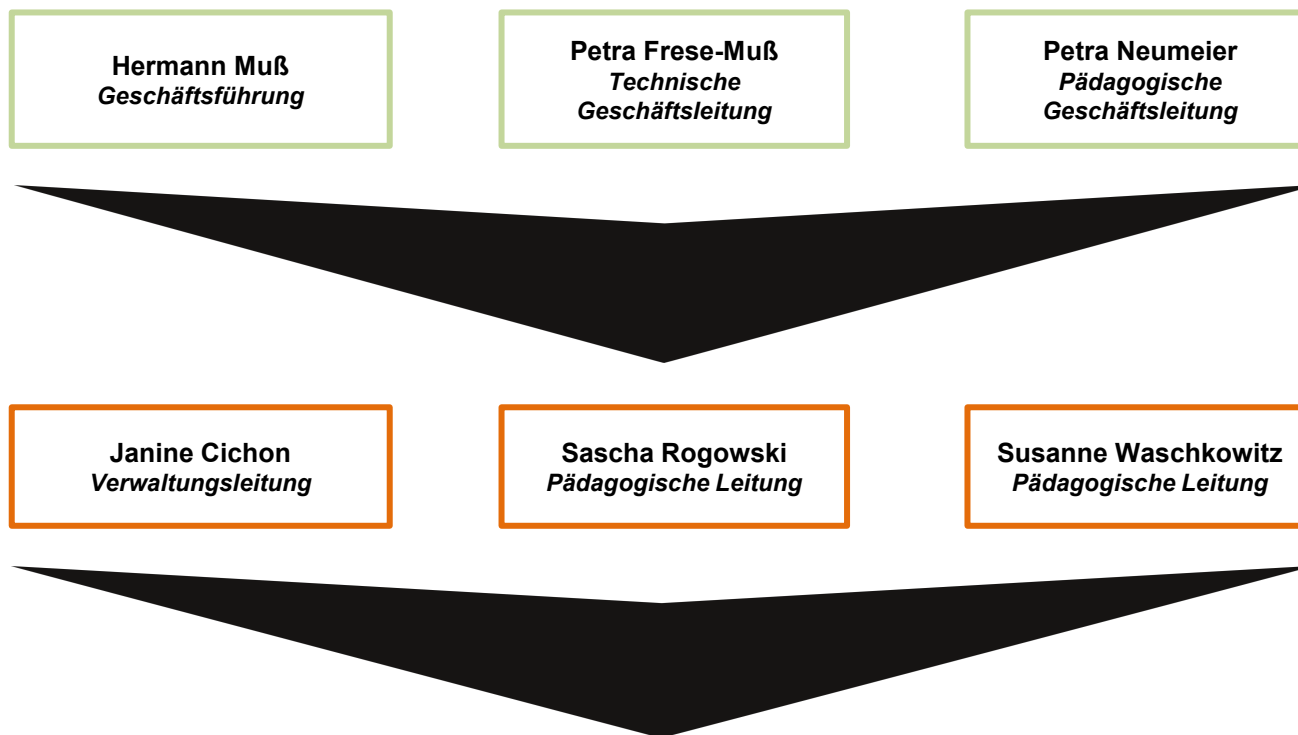 Hermann Muß
Geschäftsführung
Petra Frese-Muß
Technische
Geschäftsleitung
Petra Neumeier
Pädagogische
Geschäftsleitung
Janine Cichon
Verwaltungsleitung
Sascha Rogowski
Pädagogische Leitung
Susanne Waschkowitz
Pädagogische Leitung